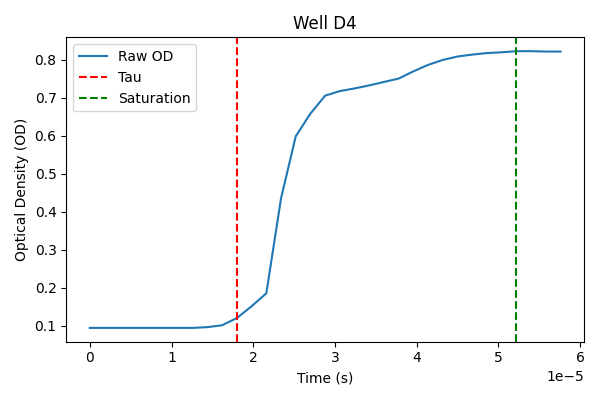 Well D4
Raw OD
Tau
Saturation
Optical Density (OD)
0.8
0.7
0.6
0.5
0.4
0.3
0.2
0.1
0 1 2 3 4 5 6
1e−5
Time (s)